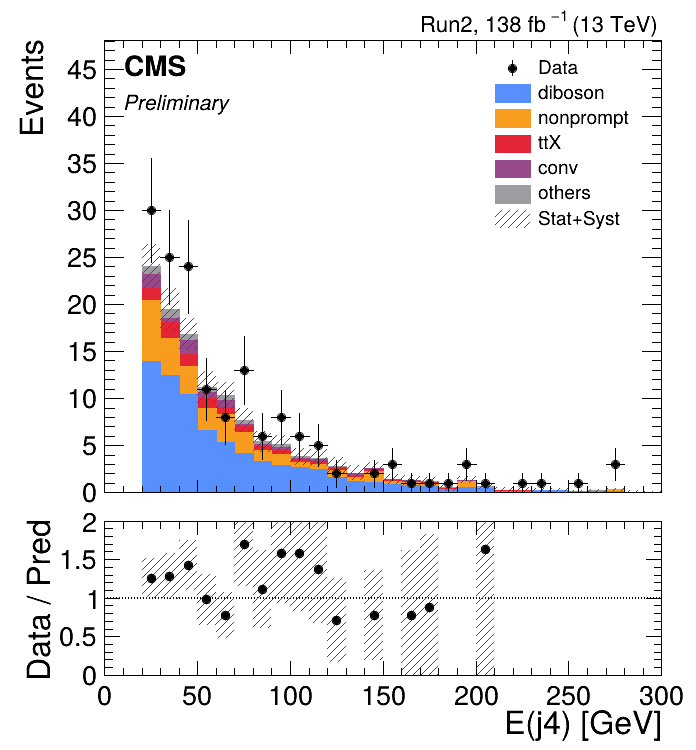 Run2, 138 fb⁻¹ (13 TeV)
Events
CMS
Preliminary
Data
diboson
nonprompt
ttX
conv
others
Stat+Syst
45
40
35
30
25
20
15
10
5
0
Data / Pred
2
1.5
1
0.5
0
0 50 100 150 200 250 300
E(j4) [GeV]